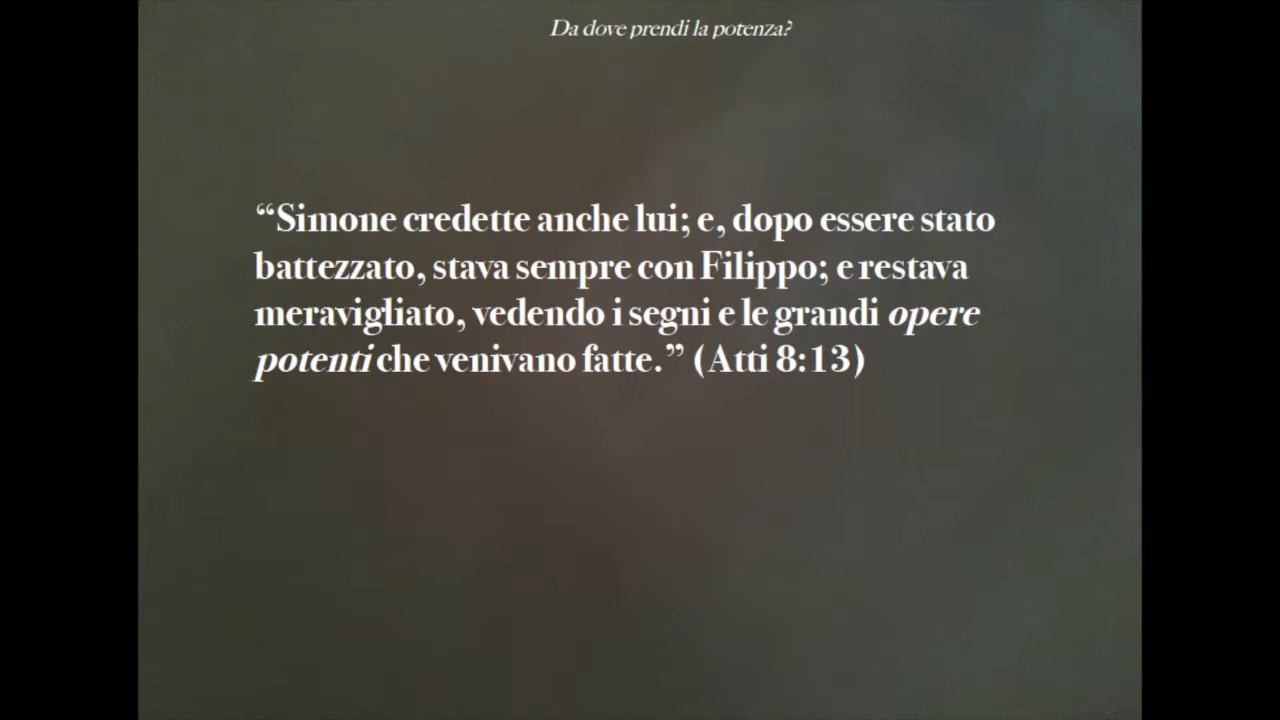 Da dove prendi la potenza?
“Simone credette anche lui; e, dopo essere stato
battezzato, stava sempre con Filippo; e restava
meravigliato, vedendo i segni e le grandi opere
potenti che venivano fatte.” (Atti 8:13)